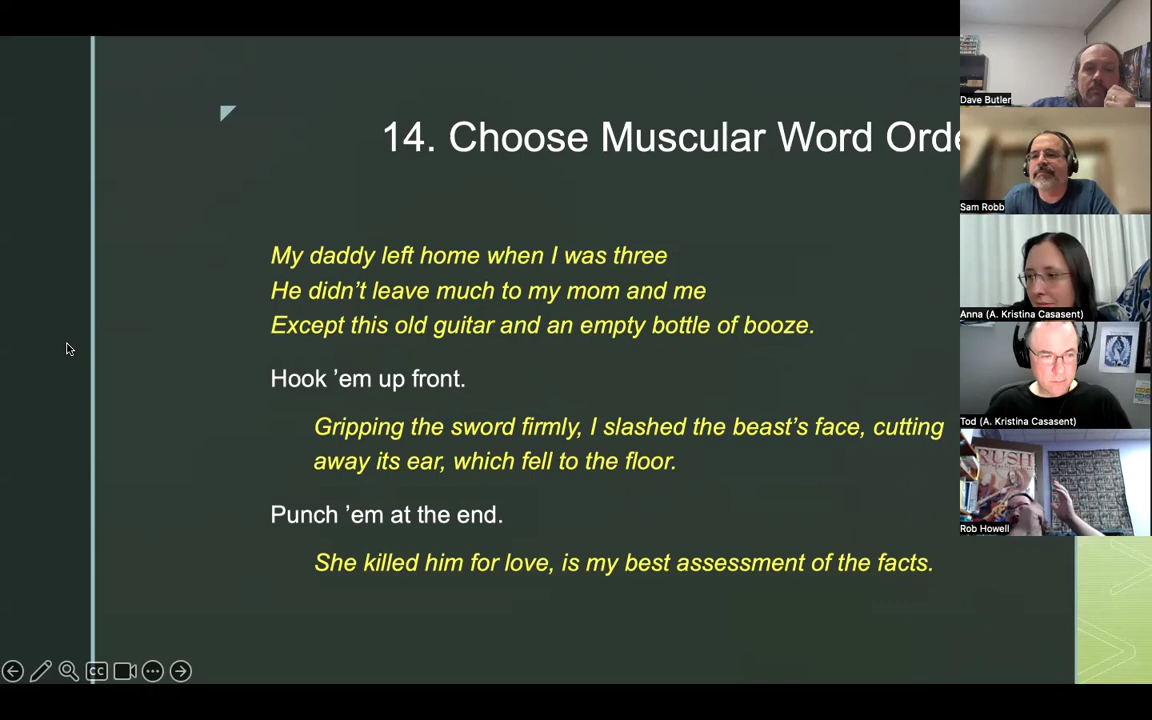 14. Choose Muscular Word Orde
My daddy left home when I was three
He didn’t leave much to my mom and me
Except this old guitar and an empty bottle of booze.
Hook ’em up front.
Gripping the sword firmly, I slashed the beast’s face, cutting
away its ear, which fell to the floor.
Punch ’em at the end.
She killed him for love, is my best assessment of the facts.
CC
Dave Butler
Sam Robb
Anna (A. Kristina Casasent)
Tod (A. Kristina Casasent)
RUSH
Rob Howell